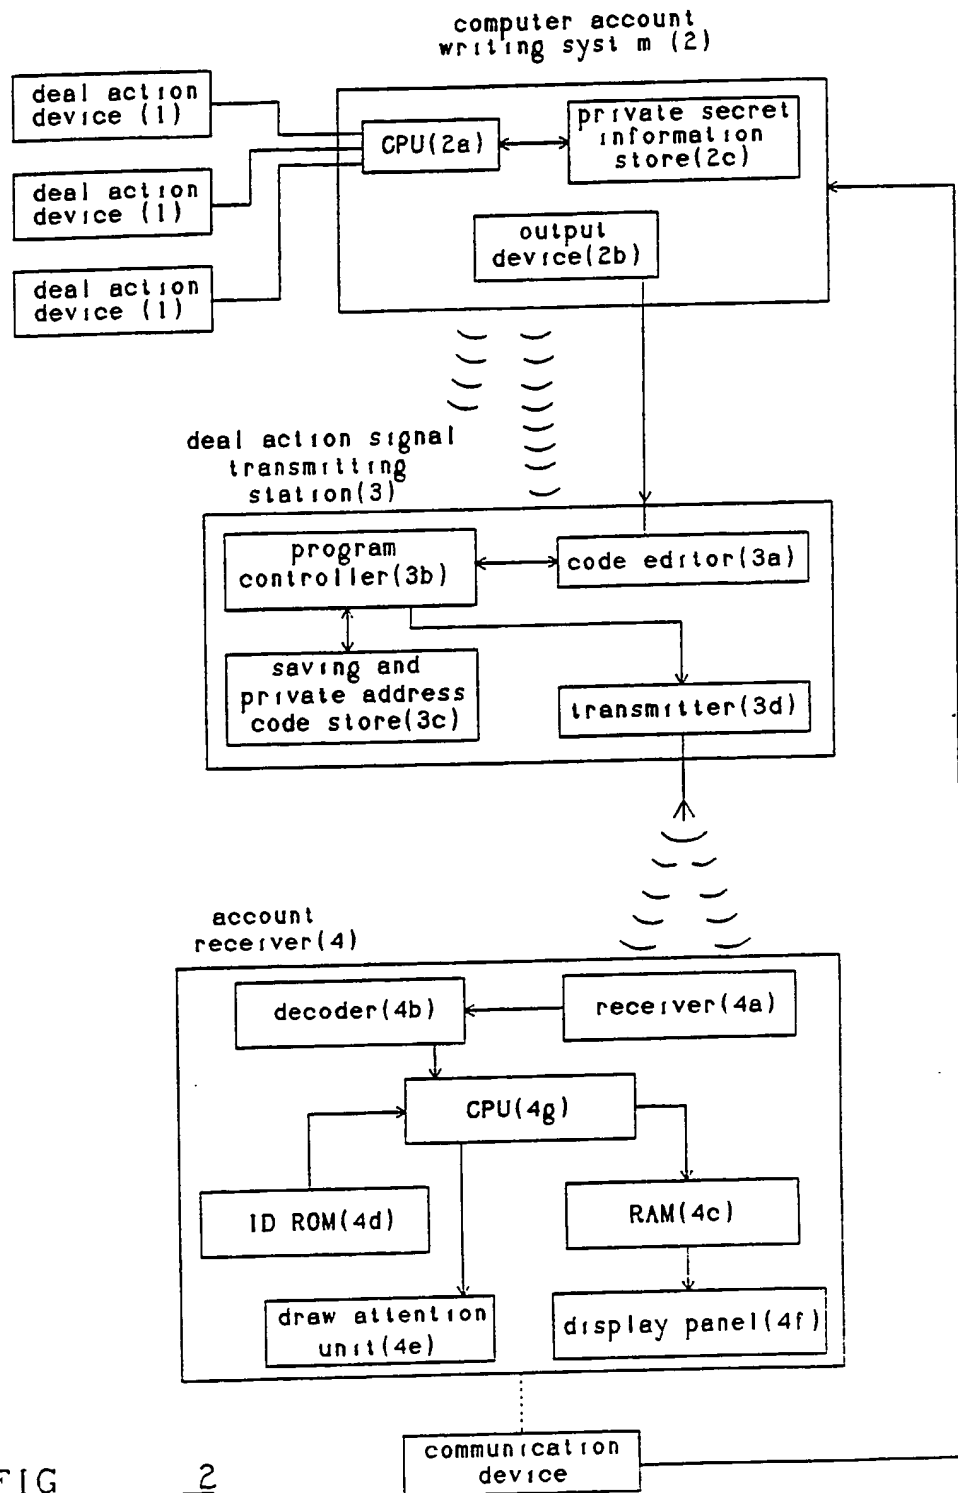 computer account
writing syst m (2)
deal action
device (1)
deal action
device (1)
deal action
device (1)
CPU(2a)
private secret
information
store(2c)
output
device(2b)
deal action signal
transmitting
station(3)
program
controller(3b)
code editor(3a)
saving and
private address
code store(3c)
transmitter(3d)
account
receiver(4)
decoder(4b)
receiver(4a)
CPU(4g)
ID ROM(4d)
RAM(4c)
draw attention
unit(4e)
display panel(4f)
communication
device
FIG 2